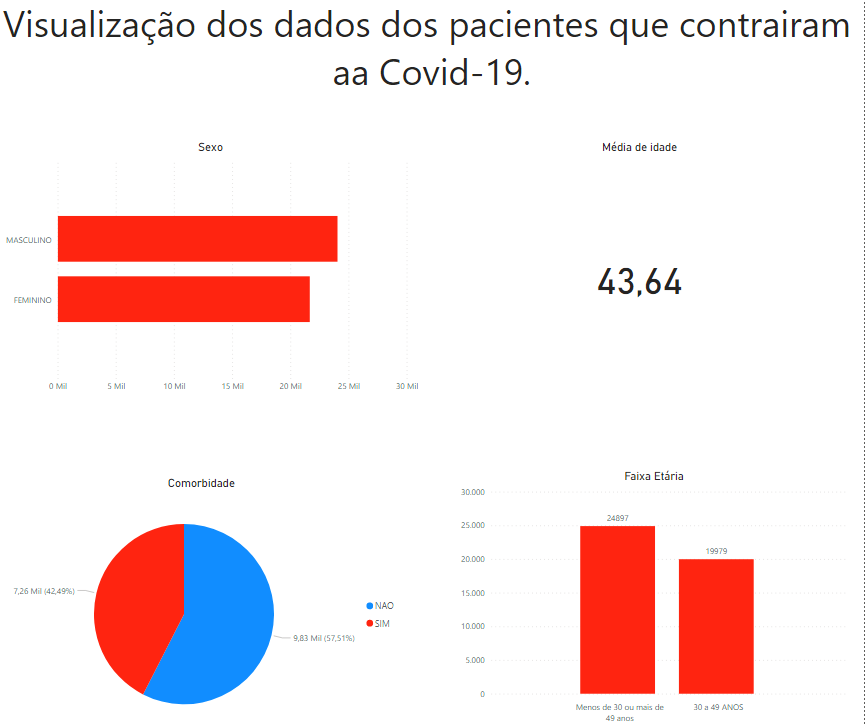 Visualização dos dados dos pacientes que contrairam
aa Covid-19.
Sexo
MASCULINO
FEMININO
0 Mil
5 Mil
10 Mil
15 Mil
20 Mil
25 Mil
30 Mil
Média de idade
43,64
Comorbidade
7,26 Mil (42,49%)
9,83 Mil (57,51%)
NAO
SIM
Faixa Etária
30.000
25.000
20.000
15.000
10.000
5.000
0
24897
19979
Menos de 30 ou mais de
49 anos
30 a 49 ANOS